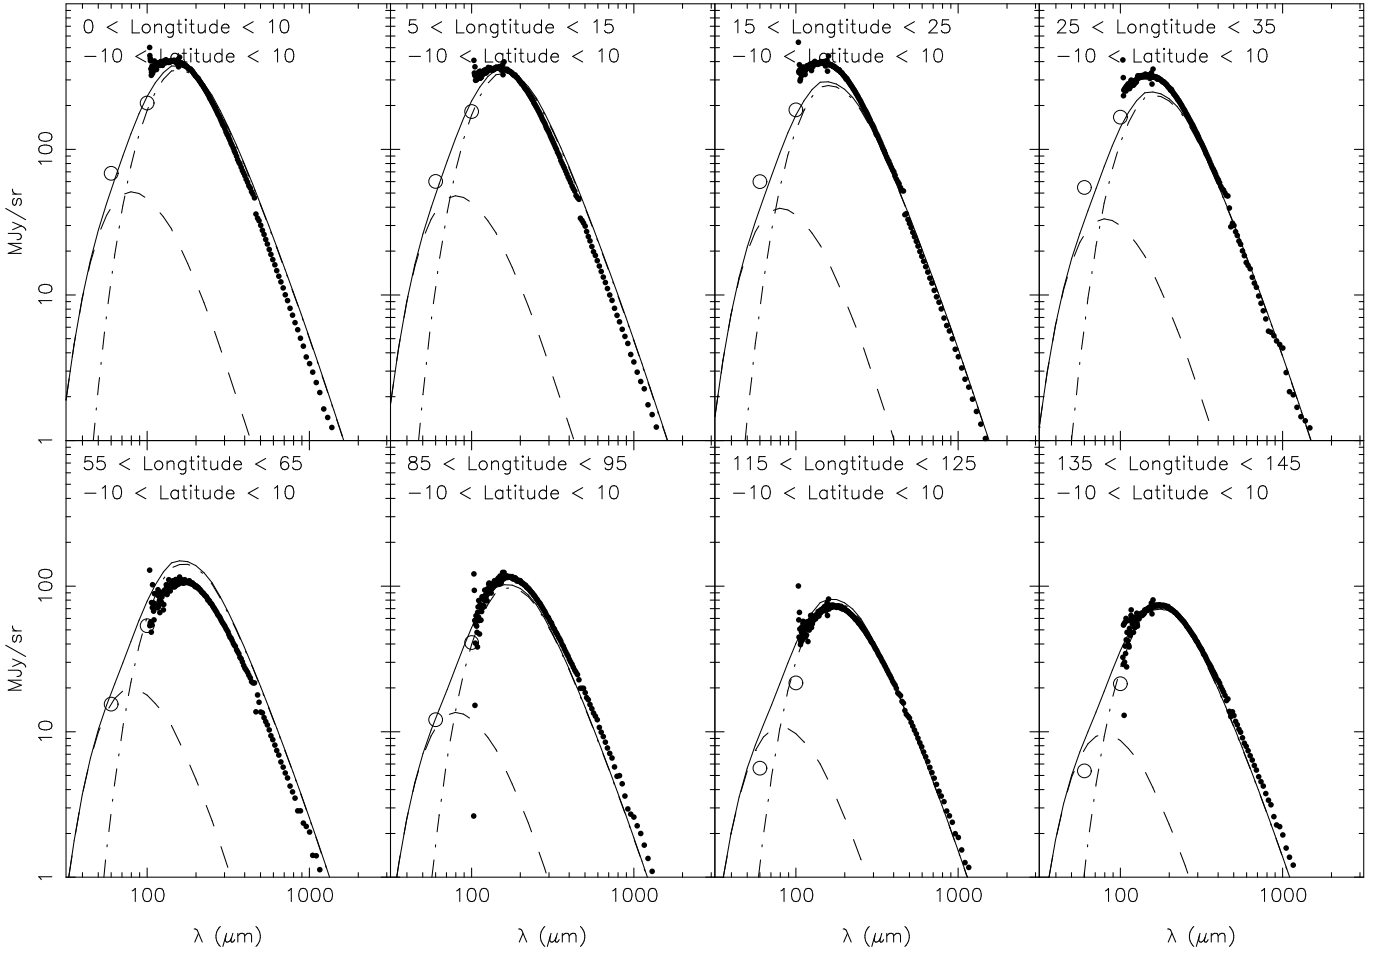 0 < Longtitude < 10
-10 < Latitude < 10
5 < Longtitude < 15
-10 < Latitude < 10
15 < Longtitude < 25
-10 < Latitude < 10
25 < Longtitude < 35
-10 < Latitude < 10
100
10
1
MJy/sr
55 < Longtitude < 65
-10 < Latitude < 10
85 < Longtitude < 95
-10 < Latitude < 10
115 < Longtitude < 125
-10 < Latitude < 10
135 < Longtitude < 145
-10 < Latitude < 10
100
10
1
MJy/sr
100 1000
100 1000
100 1000
100 1000
λ (μm)
λ (μm)
λ (μm)
λ (μm)